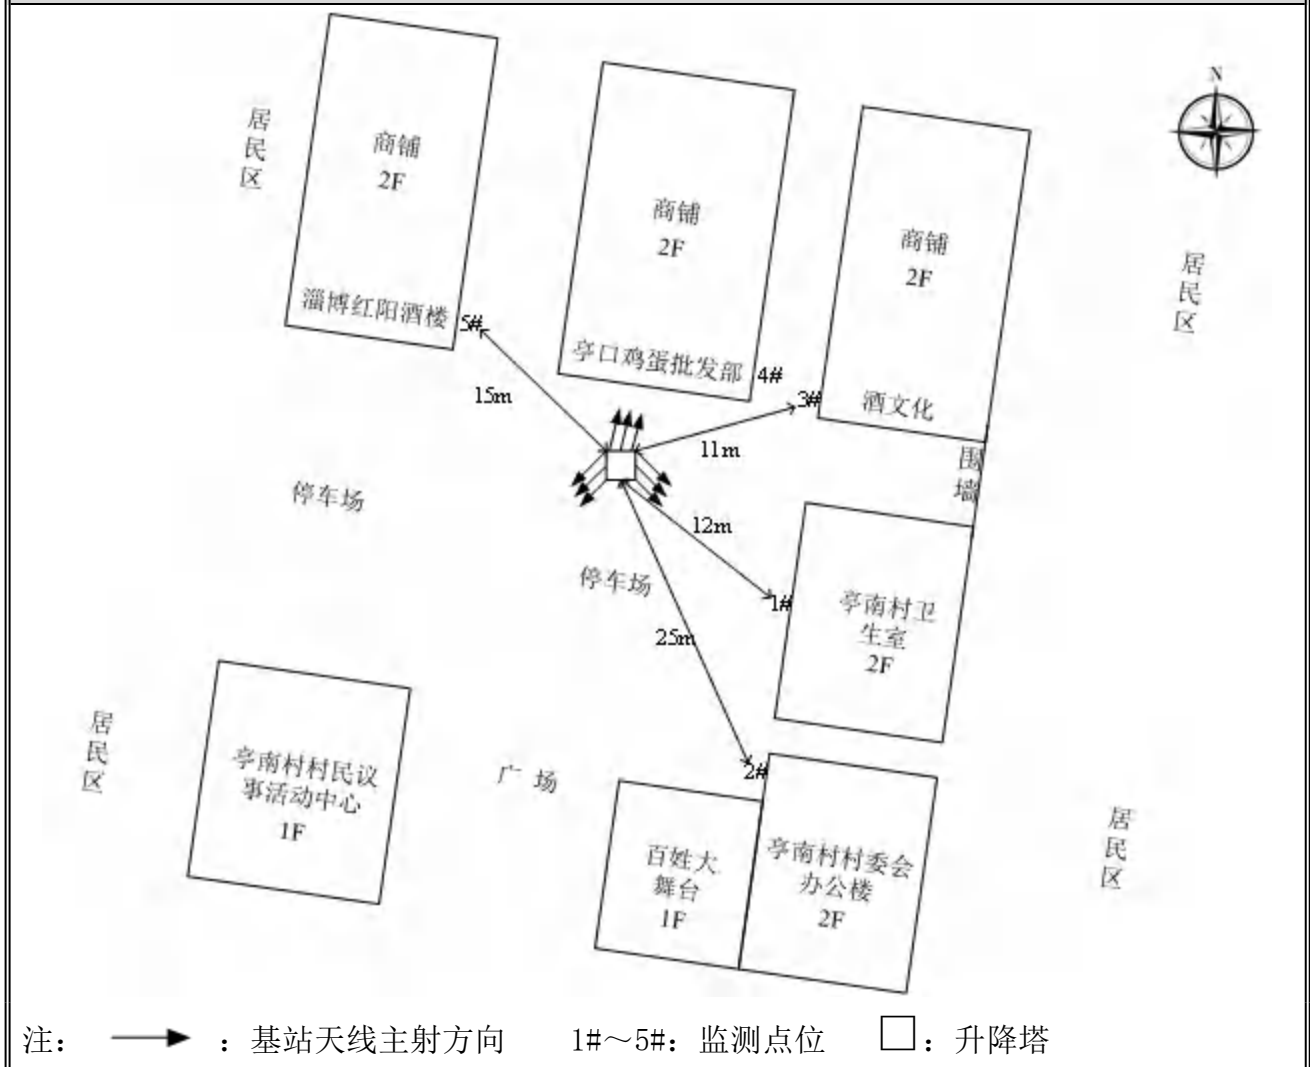 N
居
民
区
商铺
2F
淄博红阳酒楼
5#
商铺
2F
亭口鸡蛋批发部
4#
商铺
2F
酒文化
3#
居
民
区
15m
11m
围
墙
停车场
12m
停车场
1#
亭南村卫
生室
2F
25m
居
民
区
亭南村村民议
事活动中心
1F
广 场
2#
百姓大
舞台
1F
亭南村村委会
办公楼
2F
居
民
区
注： ：基站天线主射方向 1#～5#：监测点位 ：升降塔